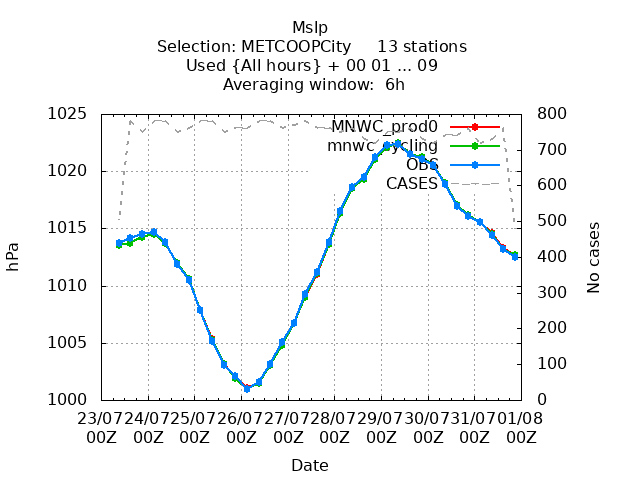 Mslp
Selection: METCOOPCity     13 stations
Used {All hours} + 00 01 ... 09
Averaging window:  6h
1025
1020
1015
1010
1005
1000
hPa
800
700
600
500
400
300
200
100
0
No cases
MNWC_prod0
mnwc_cycling
OBS
CASES
23/07 24/07 25/07 26/07 27/07 28/07 29/07 30/07 31/07 01/08
00Z 00Z 00Z 00Z 00Z 00Z 00Z 00Z 00Z 00Z
Date